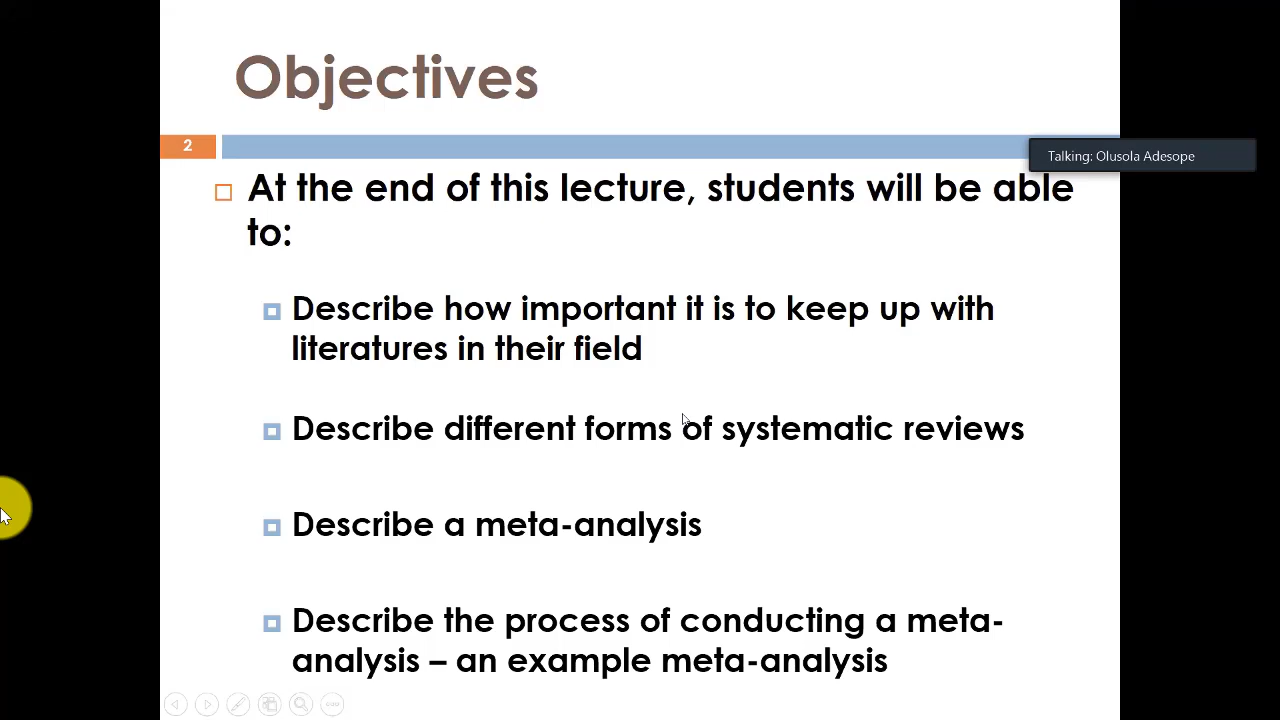 Objectives
2
Talking: Olusola Adesope
At the end of this lecture, students will be able
to:
Describe how important it is to keep up with
literatures in their field
Describe different forms of systematic reviews
Describe a meta-analysis
Describe the process of conducting a meta-
analysis – an example meta-analysis